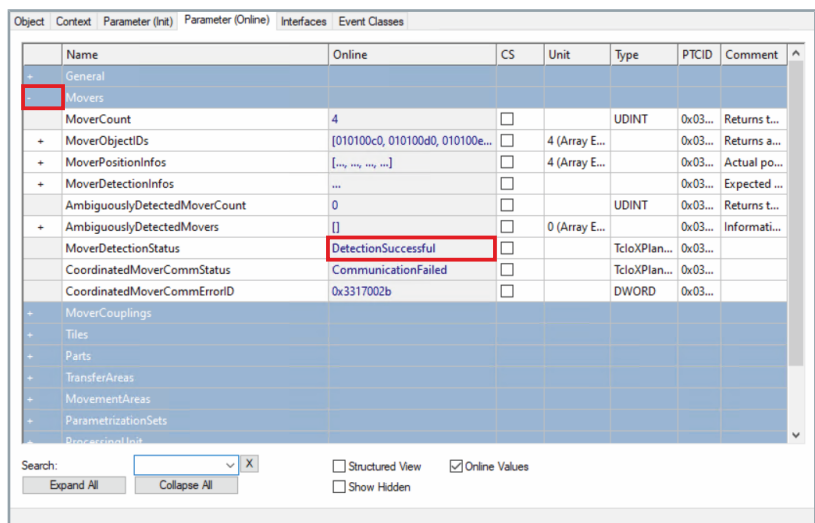 Object Context Parameter (Init) Parameter (Online) Interfaces Event Classes
Name Online CS Unit Type PTCID Comment
+ General
- Movers
MoverCount 4 UDINT 0x03... Returns t...
+ MoverObjectIDs [010100c0, 010100d0, 010100e... 4 (Array E... 0x03... Returns a...
+ MoverPositionInfos [..., ..., ..., ...] 4 (Array E... 0x03... Actual po...
+ MoverDetectionInfos ... 0x03... Expected ...
AmbiguouslyDetectedMoverCount 0 UDINT 0x03... Returns t...
+ AmbiguouslyDetectedMovers [] 0 (Array E... 0x03... Informati...
MoverDetectionStatus DetectionSuccessful TcIoXPlan... 0x03...
CoordinatedMoverCommStatus CommunicationFailed TcIoXPlan... 0x03...
CoordinatedMoverCommErrorID 0x3317002b DWORD 0x03...
+ MoverCouplings
+ Tiles
+ Parts
+ TransferAreas
+ MovementAreas
+ ParametrizationSets
+ ProcessingUnit
Search: X Structured View Online Values
Expand All Collapse All Show Hidden